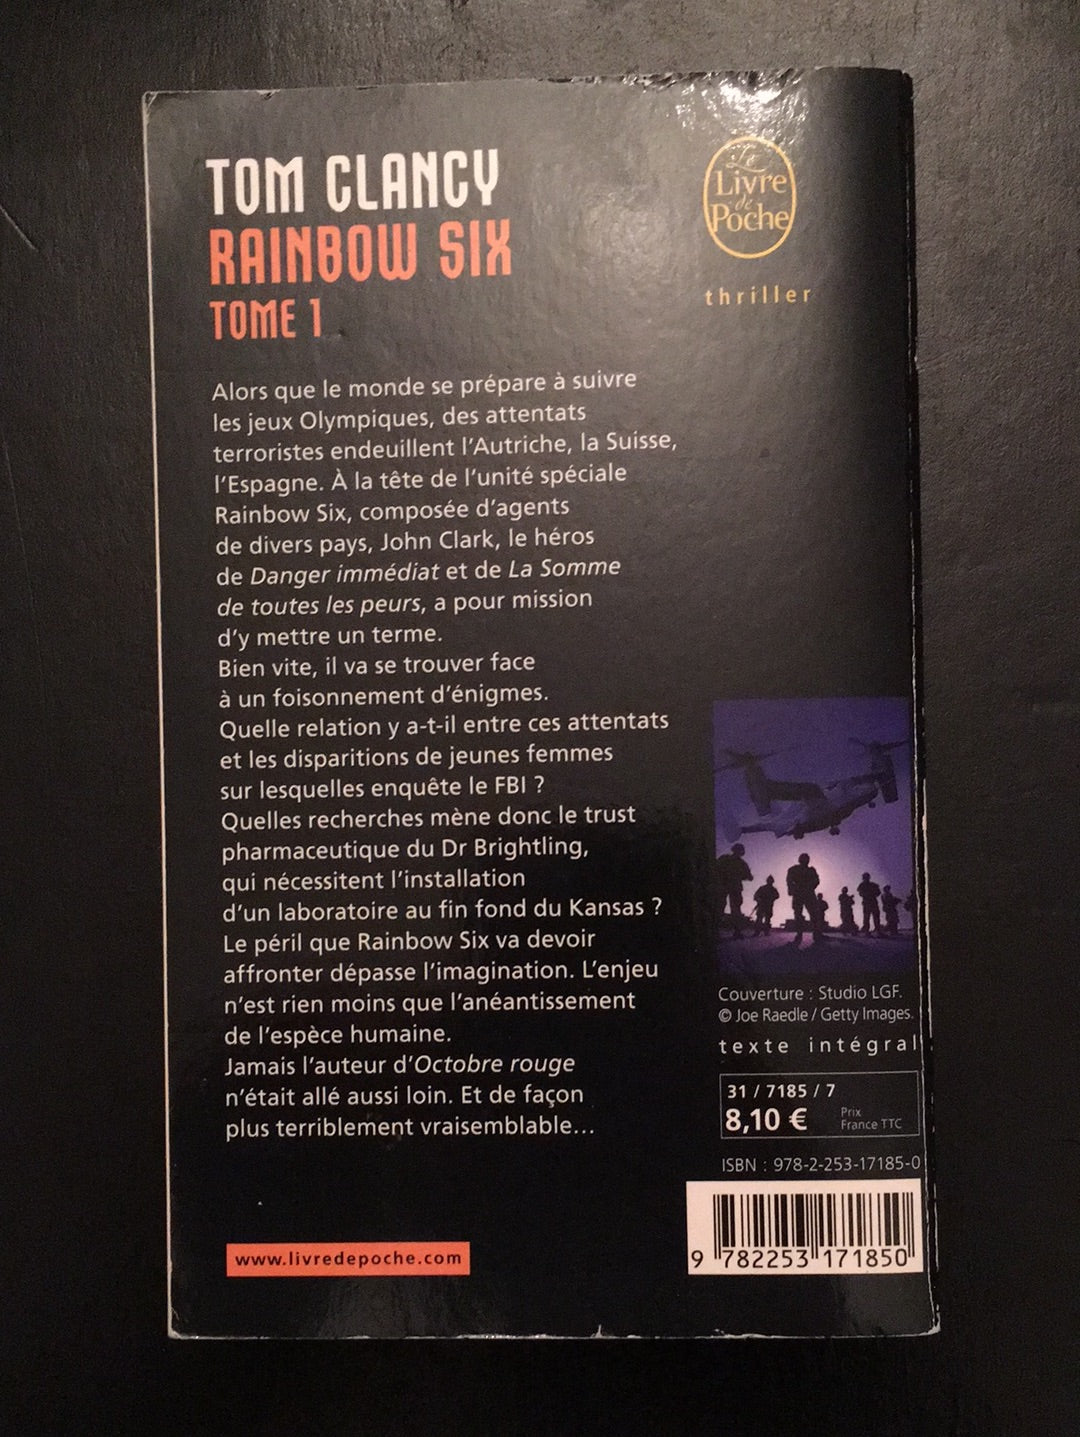 TOM CLANCY
RAINBOW SIX
TOME 1
Le
Livre
de
Poche
thriller
Alors que le monde se prépare à suivre
les jeux Olympiques, des attentats
terroristes endeuillent l'Autriche, la Suisse,
l'Espagne. À la tête de l'unité spéciale
Rainbow Six, composée d'agents
de divers pays, John Clark, le héros
de Danger immédiat et de La Somme
de toutes les peurs, a pour mission
d'y mettre un terme.
Bien vite, il va se trouver face
à un foisonnement d'énigmes.
Quelle relation y a-t-il entre ces attentats
et les disparitions de jeunes femmes
sur lesquelles enquête le FBI ?
Quelles recherches mène donc le trust
pharmaceutique du Dr Brightling,
qui nécessitent l'installation
d'un laboratoire au fin fond du Kansas ?
Le péril que Rainbow Six va devoir
affronter dépasse l'imagination. L'enjeu
n'est rien moins que l'anéantissement
de l'espèce humaine.
Jamais l'auteur d'Octobre rouge
n'était allé aussi loin. Et de façon
plus terriblement vraisemblable...
www.livredepoche.com
Couverture : Studio LGF.
© Joe Raedle / Getty Images.
texte intégral
31 / 7185 / 7
8,10 € Prix
France TTC
ISBN : 978-2-253-17185-0
9 782253 171850